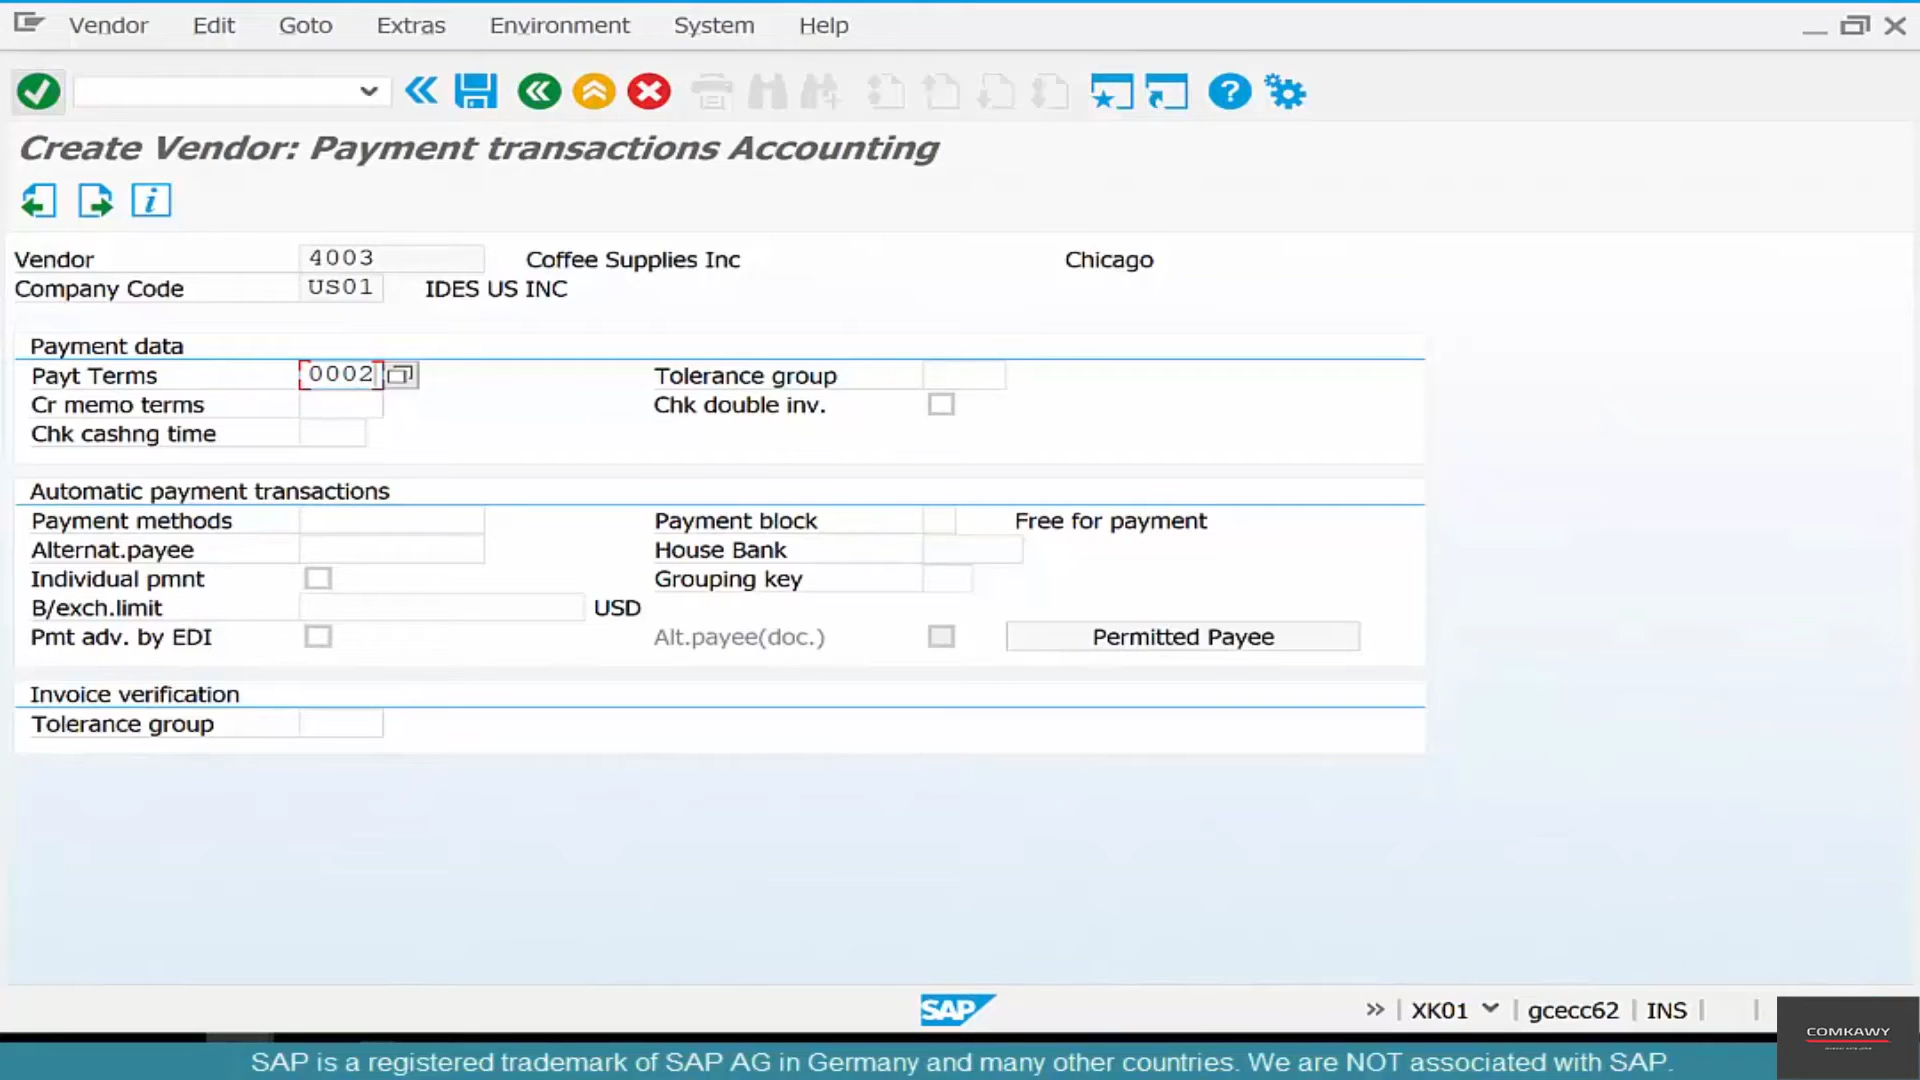 Vendor Edit Goto Extras Environment System Help
Create Vendor: Payment transactions Accounting
Vendor 4003 Coffee Supplies Inc Chicago
Company Code US01 IDES US INC
Payment data
Payt Terms 0002 Tolerance group
Cr memo terms Chk double inv.
Chk cashng time
Automatic payment transactions
Payment methods Payment block Free for payment
Alternat.payee House Bank
Individual pmnt Grouping key
B/exch.limit USD
Pmt adv. by EDI Alt.payee(doc.) Permitted Payee
Invoice verification
Tolerance group
SAP XK01 gcecc62 INS
COMKAWY
SAP is a registered trademark of SAP AG in Germany and many other countries. We are NOT associated with SAP.